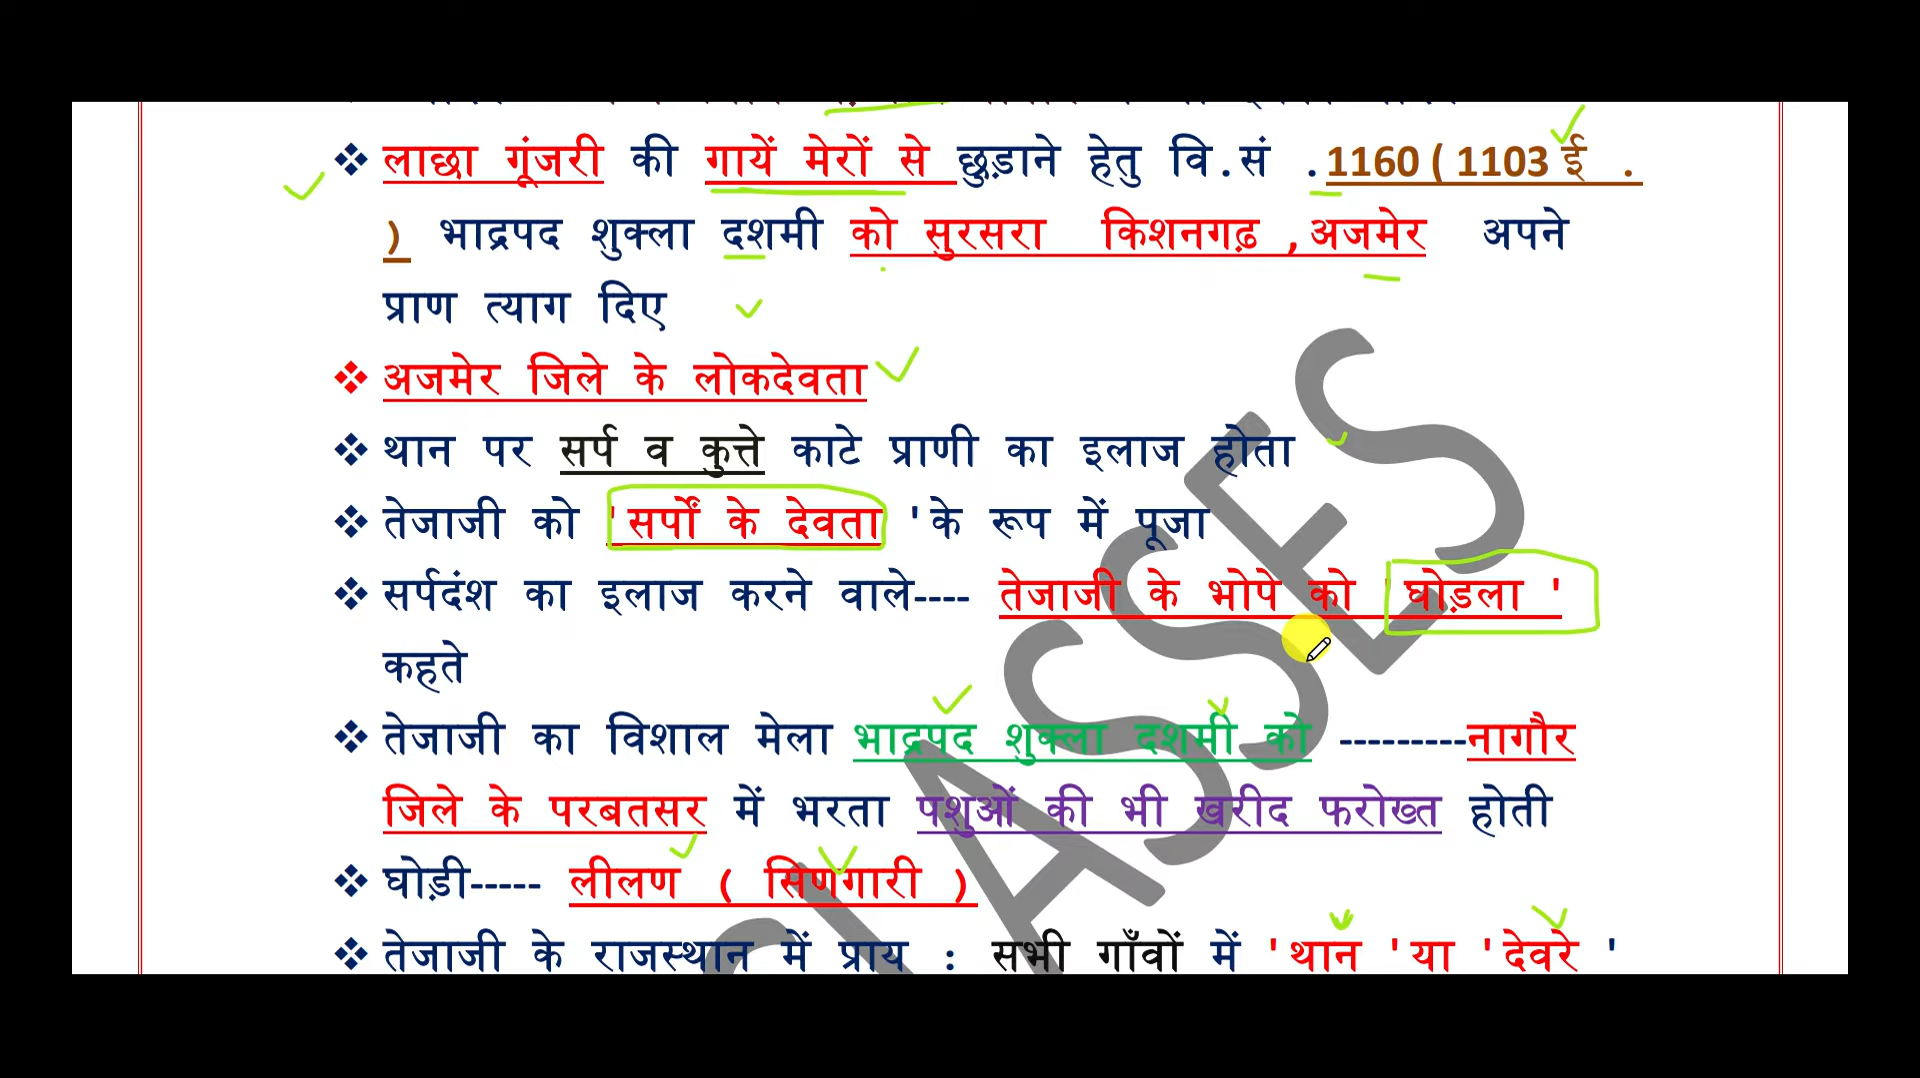 ❖ लाछा गूंजरी की गायें मेरों से छुड़ाने हेतु वि.सं .1160 ( 1103 ई .
) भाद्रपद शुक्ला दशमी को सुरसरा किशनगढ़ ,अजमेर अपने
प्राण त्याग दिए
❖ अजमेर जिले के लोकदेवता
❖ थान पर सर्प व कुत्ते काटे प्राणी का इलाज होता
❖ तेजाजी को 'सर्पों के देवता 'के रूप में पूजा
❖ सर्पदंश का इलाज करने वाले---- तेजाजी के भोपे को 'घोड़ला '
कहते
❖ तेजाजी का विशाल मेला भाद्रपद शुक्ला दशमी को ---------नागौर
जिले के परबतसर में भरता पशुओं की भी खरीद फरोख्त होती
❖ घोड़ी----- लीलण ( सिणगारी )
❖ तेजाजी के राजस्थान में प्राय : सभी गाँवों में 'थान 'या 'देवरे '
CLASSES